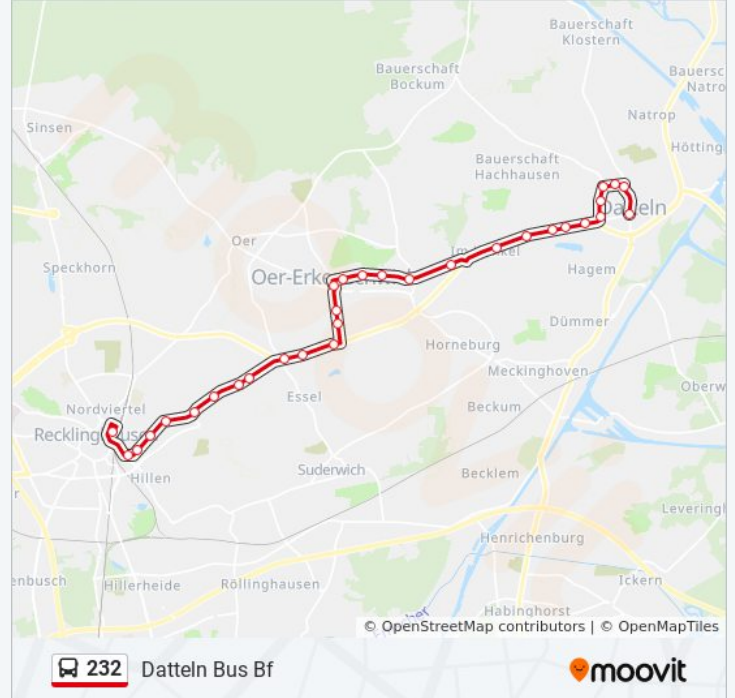 Bauerschaft
Klostern
Bauerschaft
Bockum
Bauersc
Natro
Sinsen
Natrop
Hötting
Bauerschaft
Hachhausen
Datteln
Oer
Im
kel
Speckhorn
Oer-Erke
k
Hagem
Dümmer
Horneburg
Meckinghoven
Essel
Oberw
Nordviertel
Beckum
Reckling
Suderwich
Hillen
Becklem
r
Leveringh
Henrichenburg
enbusch
Hillerheide
Röllinghausen
Ickern
Habinghorst
© OpenStreetMap contributors | © OpenMapTiles
232 Datteln Bus Bf
moovit